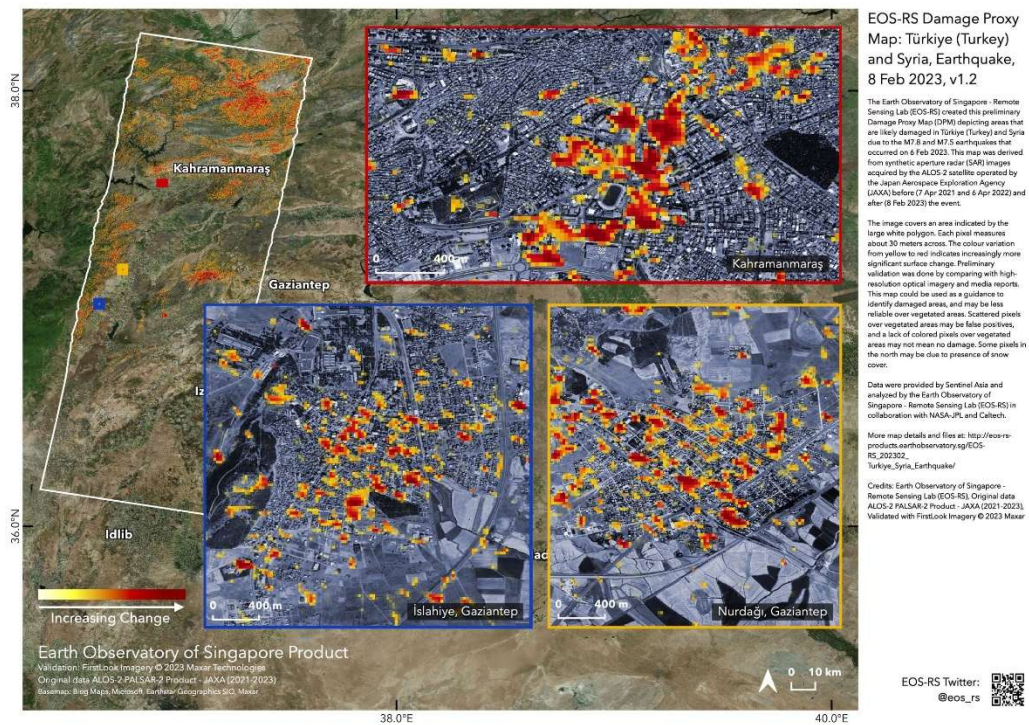 EOS-RS Damage Proxy
Map: Türkiye (Turkey)
and Syria, Earthquake,
8 Feb 2023, v1.2
The Earth Observatory of Singapore - Remote
Sensing Lab (EOS-RS) created this preliminary
Damage Proxy Map (DPM) depicting areas that
are likely damaged in Türkiye (Turkey) and Syria
due to the M7.8 and M7.5 earthquakes that
occurred on 6 Feb 2023. This map was derived
from synthetic aperture radar (SAR) images
acquired by the ALOS-2 satellite operated by
the Japan Aerospace Exploration Agency
(JAXA) before (7 Apr 2021 and 6 Apr 2022) and
after (8 Feb 2023) the event.
The image covers an area indicated by the
large white polygon. Each pixel measures
about 30 meters across. The colour variation
from yellow to red indicates increasingly more
significant surface change. Preliminary
validation was done by comparing with high-
resolution optical imagery and media reports.
This map could be used as a guidance to
identify damaged areas, and may be less
reliable over vegetated areas. Scattered pixels
over vegetated areas may be false positives,
and a lack of colored pixels over vegetated
areas may not mean no damage. Some pixels in
the north may be due to presence of snow
cover.
Data were provided by Sentinel Asia and
analyzed by the Earth Observatory of
Singapore - Remote Sensing Lab (EOS-RS) in
collaboration with NASA-JPL and Caltech.
More map details and files at: http://eos-rs-
products.earthobservatory.sg/EOS-
RS_202302_
Turkiye_Syria_Earthquake/
Credits: Earth Observatory of Singapore -
Remote Sensing Lab (EOS-RS), Original data
ALOS-2 PALSAR-2 Product - JAXA (2021-2023),
Validated with FirstLook Imagery © 2023 Maxar
EOS-RS Twitter:
@eos_rs
38.0°N
36.0°N
38.0°E
40.0°E
Kahramanmaraş
Gaziantep
Iz
Idlib
ad
0 400 m
Kahramanmaraş
0 400 m
İslahiye, Gaziantep
0 400 m
Nurdağı, Gaziantep
Increasing Change
Earth Observatory of Singapore Product
Validation: FirstLook Imagery © 2023 Maxar Technologies
Original data ALOS-2 PALSAR-2 Product - JAXA (2021-2023)
Basemap: Bing Maps, Microsoft, Earthstar Geographics SIO, Maxar
0 10 km